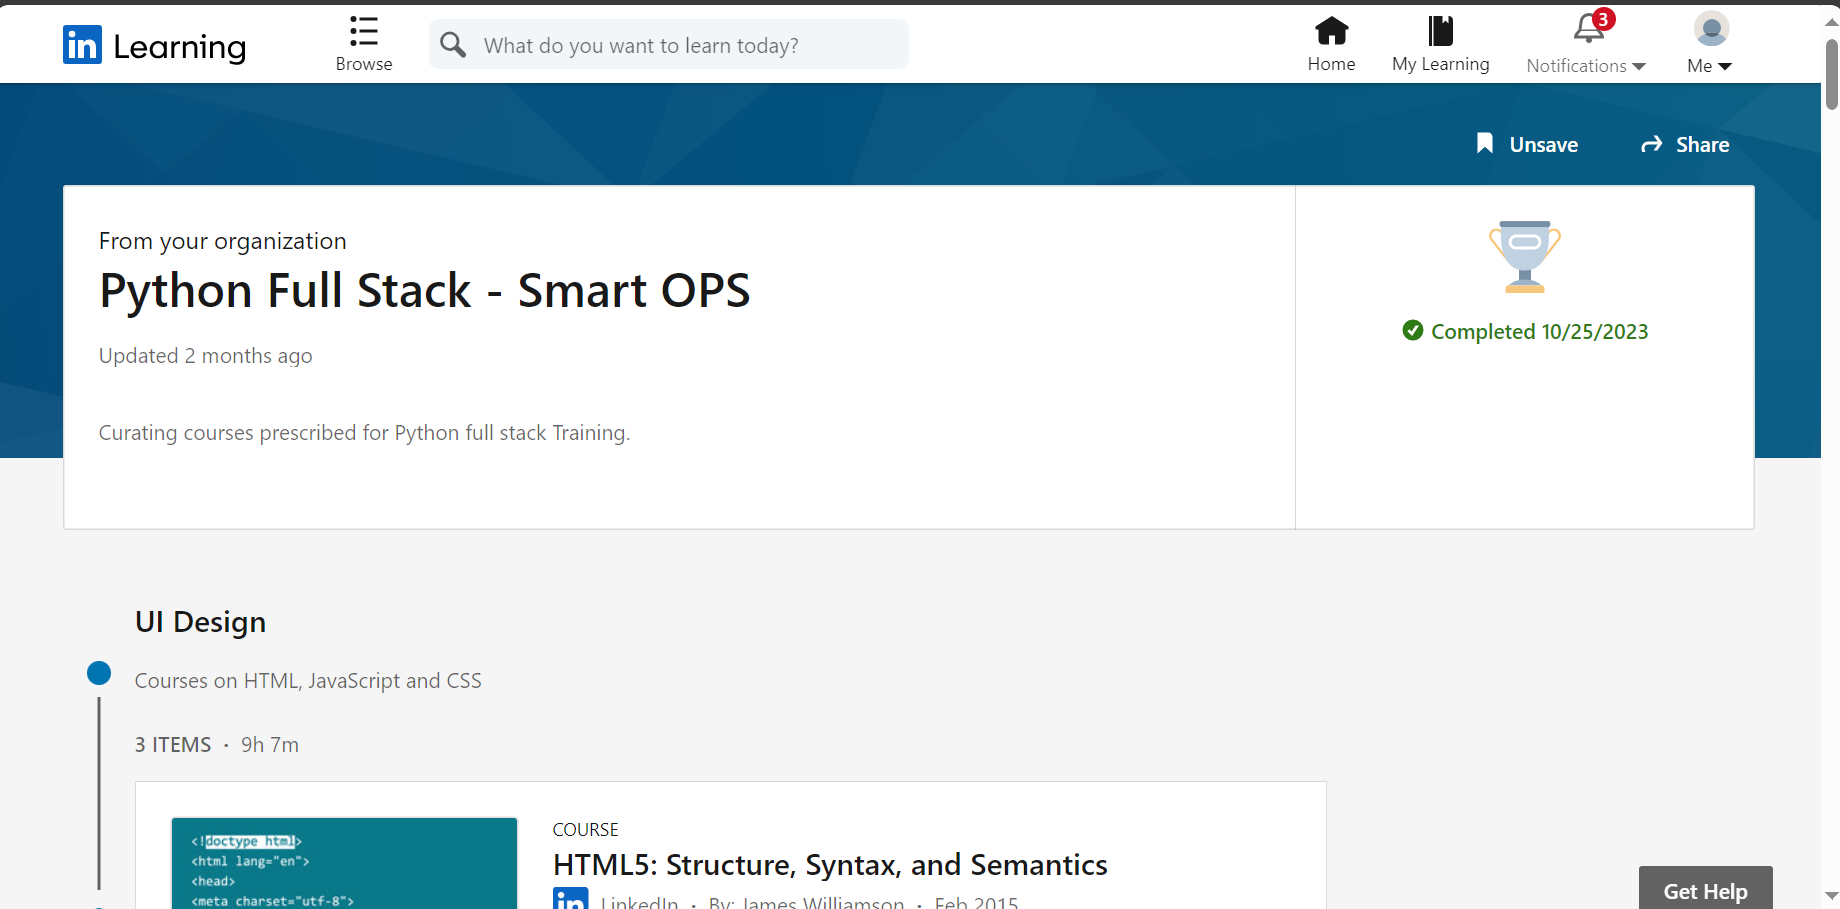 in Learning
Browse
What do you want to learn today?
Home
My Learning
3
Notifications
Me
Unsave
Share
From your organization
Python Full Stack - Smart OPS
Updated 2 months ago
Curating courses prescribed for Python full stack Training.
Completed 10/25/2023
UI Design
Courses on HTML, JavaScript and CSS
3 ITEMS · 9h 7m
<!doctype html>
<html lang="en">
<head>
<meta charset="utf-8">
COURSE
HTML5: Structure, Syntax, and Semantics
in LinkedIn · By: James Williamson · Feb 2015
Get Help